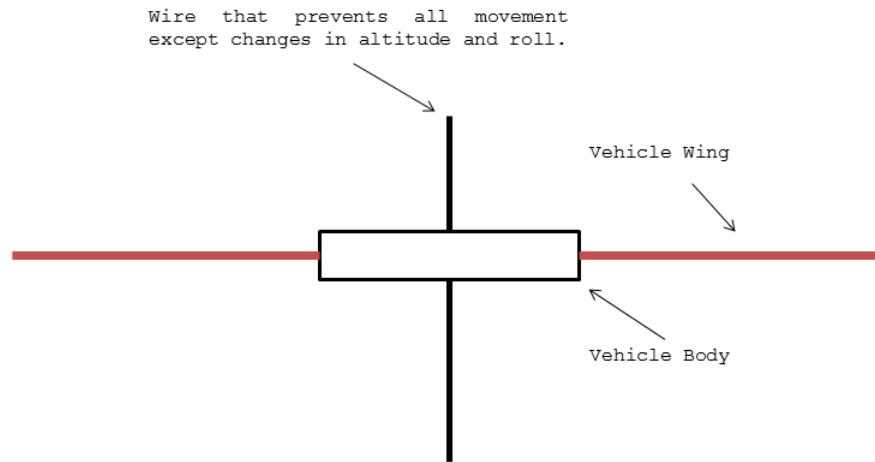 Wire that prevents all movement
except changes in altitude and roll.
Vehicle Wing
Vehicle Body